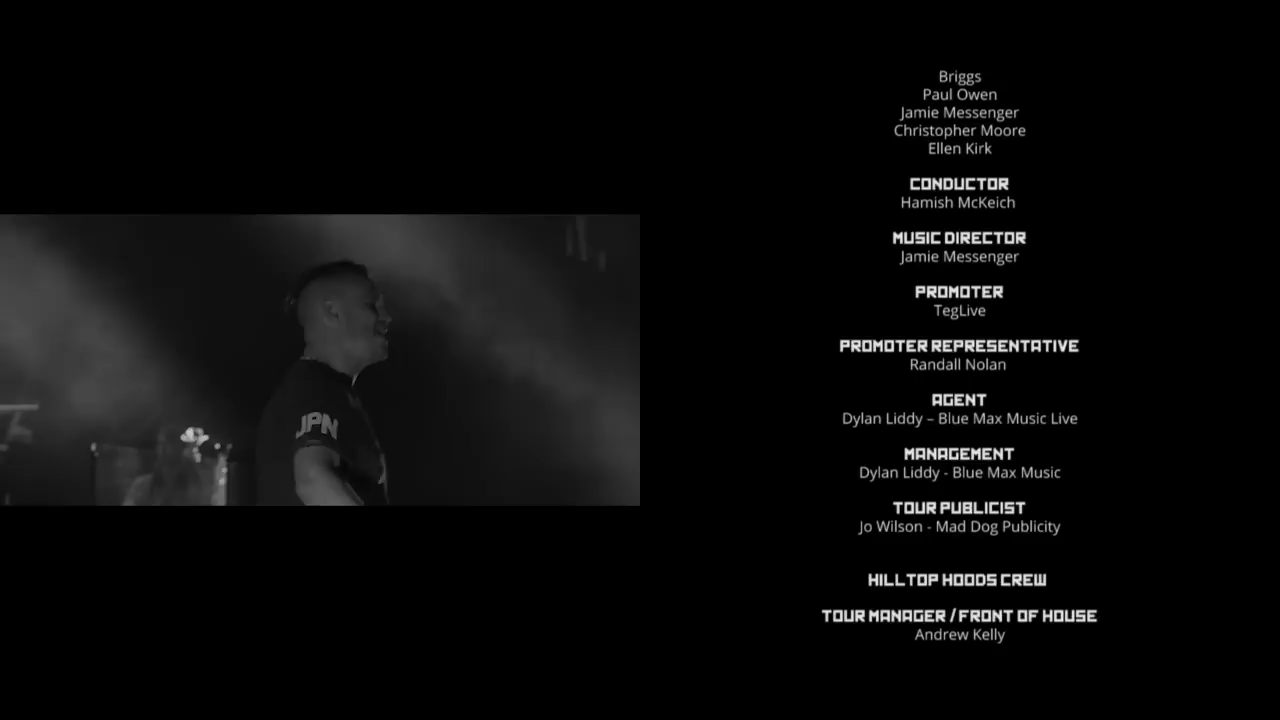 JPN
Briggs
Paul Owen
Jamie Messenger
Christopher Moore
Ellen Kirk
CONDUCTOR
Hamish McKeich
MUSIC DIRECTOR
Jamie Messenger
PROMOTER
TegLive
PROMOTER REPRESENTATIVE
Randall Nolan
AGENT
Dylan Liddy – Blue Max Music Live
MANAGEMENT
Dylan Liddy - Blue Max Music
TOUR PUBLICIST
Jo Wilson - Mad Dog Publicity
HILLTOP HOODS CREW
TOUR MANAGER / FRONT OF HOUSE
Andrew Kelly